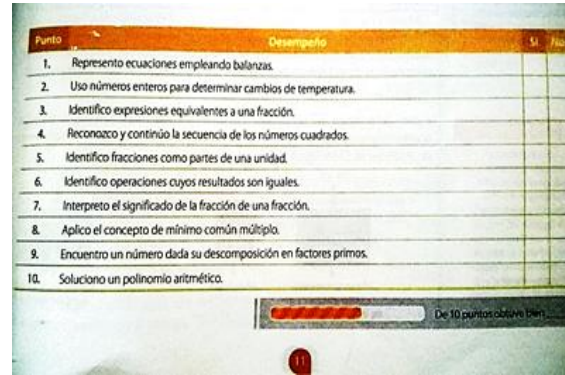 Punto Desempeño Sí No
1. Represento ecuaciones empleando balanzas.
2. Uso números enteros para determinar cambios de temperatura.
3. Identifico expresiones equivalentes a una fracción.
4. Reconozco y continúo la secuencia de los números cuadrados.
5. Identifico fracciones como partes de una unidad.
6. Identifico operaciones cuyos resultados son iguales.
7. Interpreto el significado de la fracción de una fracción.
8. Aplico el concepto de mínimo común múltiplo.
9. Encuentro un número dada su descomposición en factores primos.
10. Soluciono un polinomio aritmético.
De 10 puntos obtuve bien
11